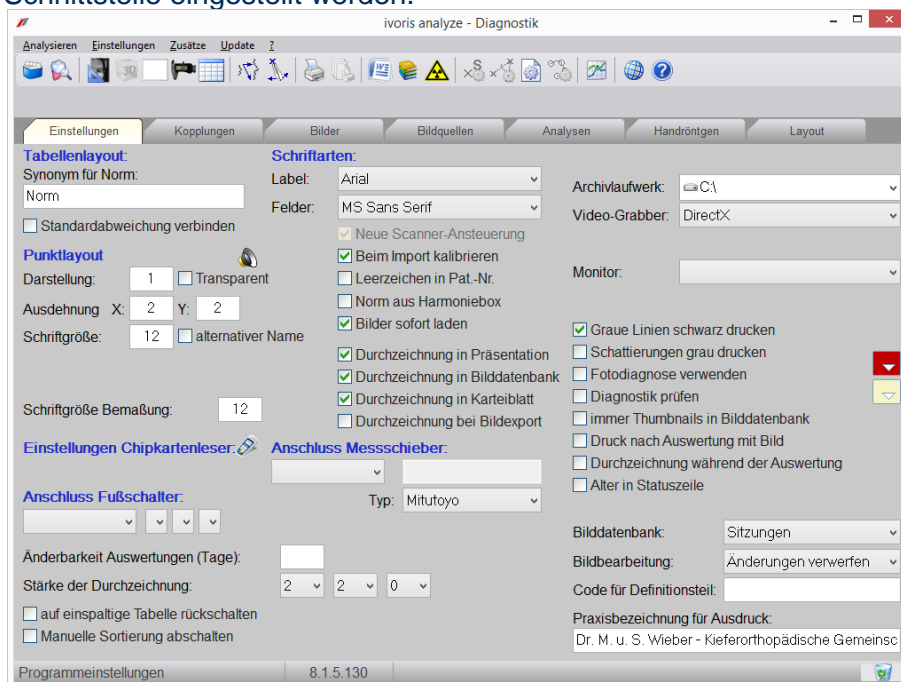 Schnittstelle eingestellt worden.
ivoris analyze - Diagnostik
Analysieren Einstellungen Zusätze Update ?
Einstellungen Kopplungen Bilder Bildquellen Analysen Handröntgen Layout
Tabellenlayout:
Synonym für Norm:
Norm
Standardabweichung verbinden
Punktlayout
Darstellung: 1 Transparent
Ausdehnung X: 2 Y: 2
Schriftgröße: 12 alternativer Name
Schriftgröße Bemaßung: 12
Einstellungen Chipkartenleser:
Anschluss Fußschalter:
Änderbarkeit Auswertungen (Tage):
Stärke der Durchzeichnung: 2 2 0
auf einspaltige Tabelle rückschalten
Manuelle Sortierung abschalten
Schriftarten:
Label: Arial
Felder: MS Sans Serif
Neue Scanner-Ansteuerung
Beim Import kalibrieren
Leerzeichen in Pat.-Nr.
Norm aus Harmoniebox
Bilder sofort laden
Durchzeichnung in Präsentation
Durchzeichnung in Bilddatenbank
Durchzeichnung in Karteiblatt
Durchzeichnung bei Bildexport
Anschluss Messschieber:
Typ: Mitutoyo
Archivlaufwerk: C:\
Video-Grabber: DirectX
Monitor:
Graue Linien schwarz drucken
Schattierungen grau drucken
Fotodiagnose verwenden
Diagnostik prüfen
immer Thumbnails in Bilddatenbank
Druck nach Auswertung mit Bild
Durchzeichnung während der Auswertung
Alter in Statuszeile
Bilddatenbank: Sitzungen
Bildbearbeitung: Änderungen verwerfen
Code für Definitionsteil:
Praxisbezeichnung für Ausdruck:
Dr. M. u. S. Wieber - Kieferorthopädische Gemeinsc
Programmeinstellungen 8.1.5.130